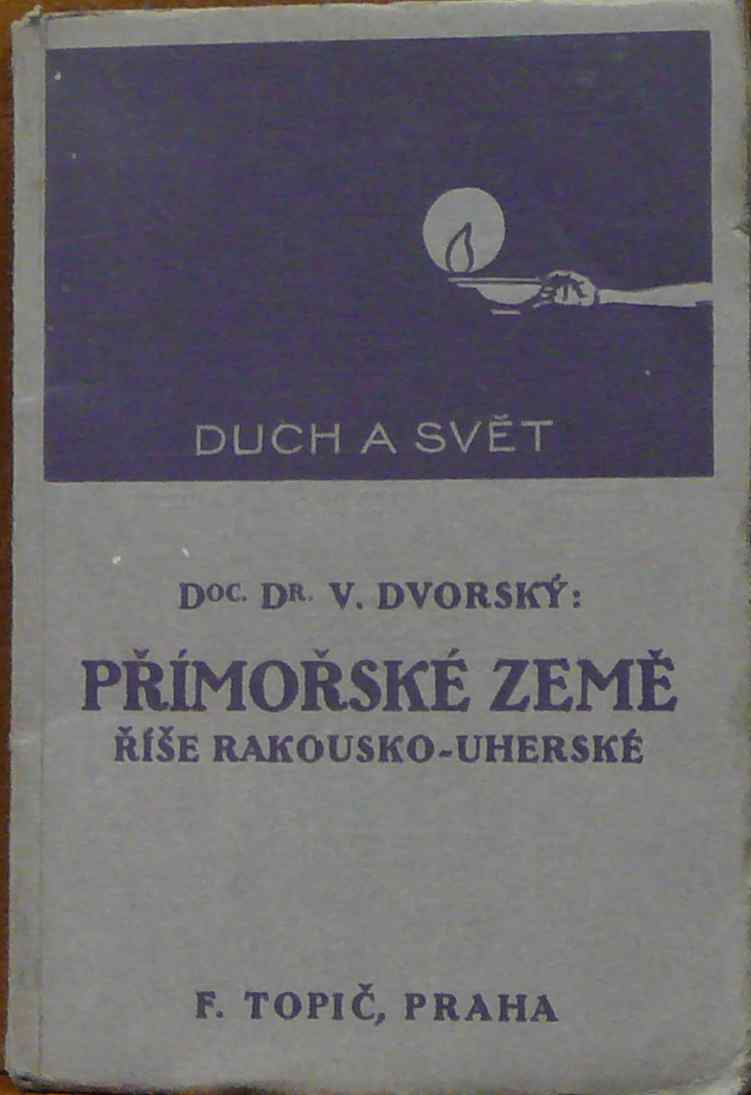 DUCH A SVĚT
DOC. DR. V. DVORSKÝ:
PŘÍMOŘSKÉ ZEMĚ
ŘÍŠE RAKOUSKO-UHERSKÉ
F. TOPIČ, PRAHA